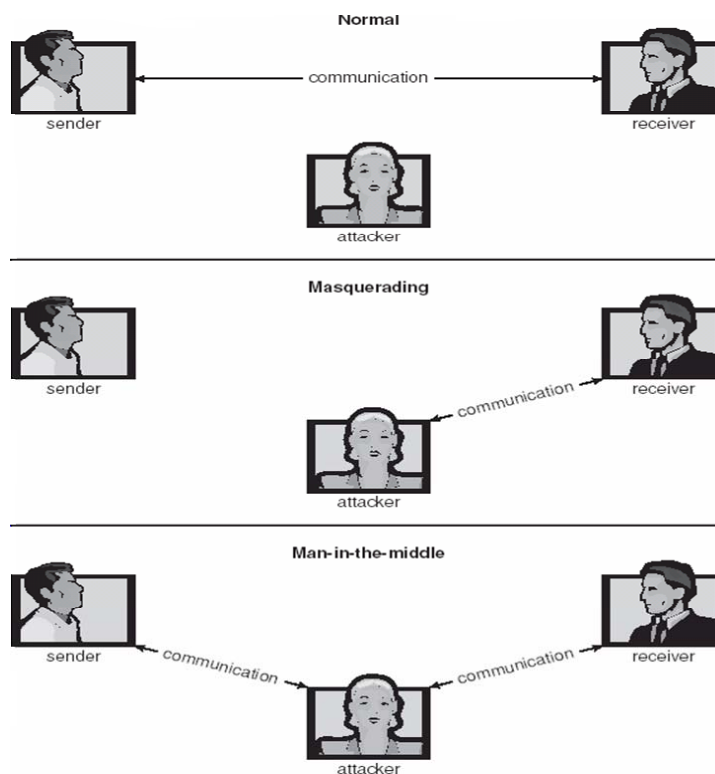 Normal
communication
sender
receiver
attacker
Masquerading
sender
receiver
communication
attacker
Man-in-the-middle
sender
receiver
communication
communication
attacker